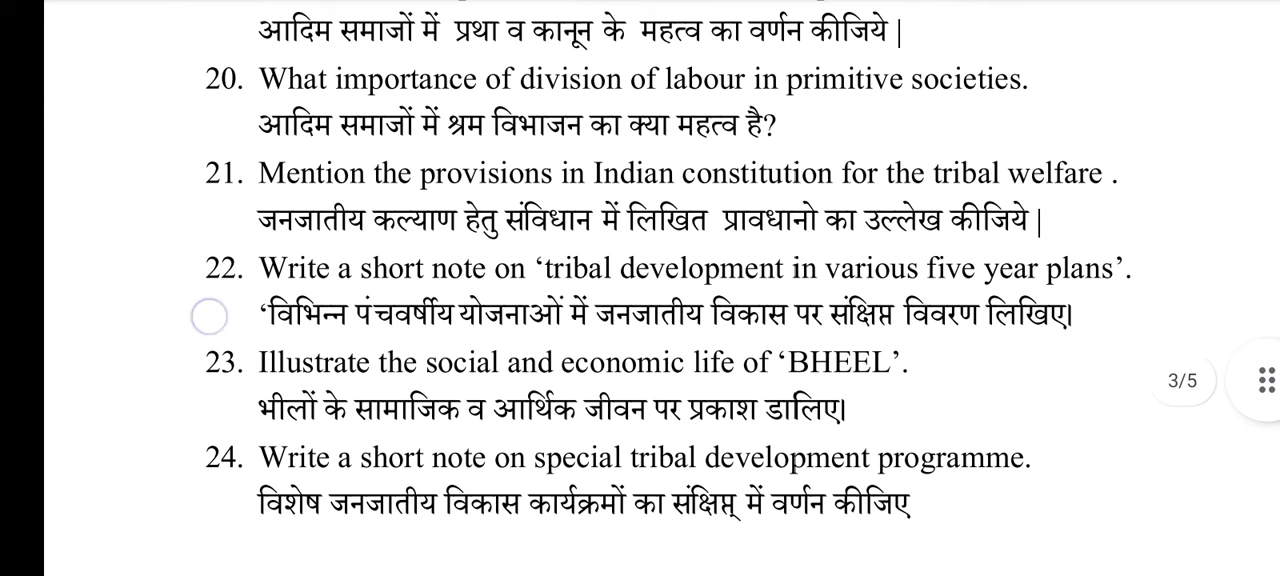 आदिम समाजों में प्रथा व कानून के महत्व का वर्णन कीजिये |
20. What importance of division of labour in primitive societies.
आदिम समाजों में श्रम विभाजन का क्या महत्व है?
21. Mention the provisions in Indian constitution for the tribal welfare .
जनजातीय कल्याण हेतु संविधान में लिखित प्रावधानो का उल्लेख कीजिये |
22. Write a short note on ‘tribal development in various five year plans’.
‘विभिन्न पंचवर्षीय योजनाओं में जनजातीय विकास पर संक्षिप्त विवरण लिखिए।
23. Illustrate the social and economic life of ‘BHEEL’.
भीलों के सामाजिक व आर्थिक जीवन पर प्रकाश डालिए।
3/5
24. Write a short note on special tribal development programme.
विशेष जनजातीय विकास कार्यक्रमों का संक्षिप्त् में वर्णन कीजिए